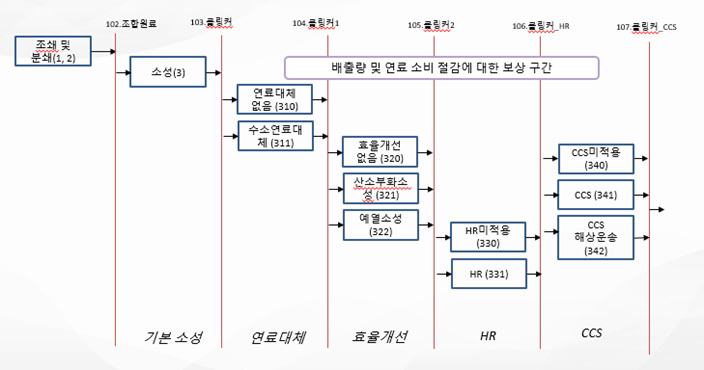 102.조합원료
103.클링커
104.클링커1
105.클링커2
106.클링커_HR
107.클링커_CCS
조쇄 및
분쇄(1, 2)
소성(3)
배출량 및 연료 소비 절감에 대한 보상 구간
연료대체
없음 (310)
수소연료대
체 (311)
효율개선
없음 (320)
산소부화소
성 (321)
예열소성
(322)
HR미적용
(330)
HR (331)
CCS미적용
(340)
CCS (341)
CCS
해상운송
(342)
기본 소성
연료대체
효율개선
HR
CCS